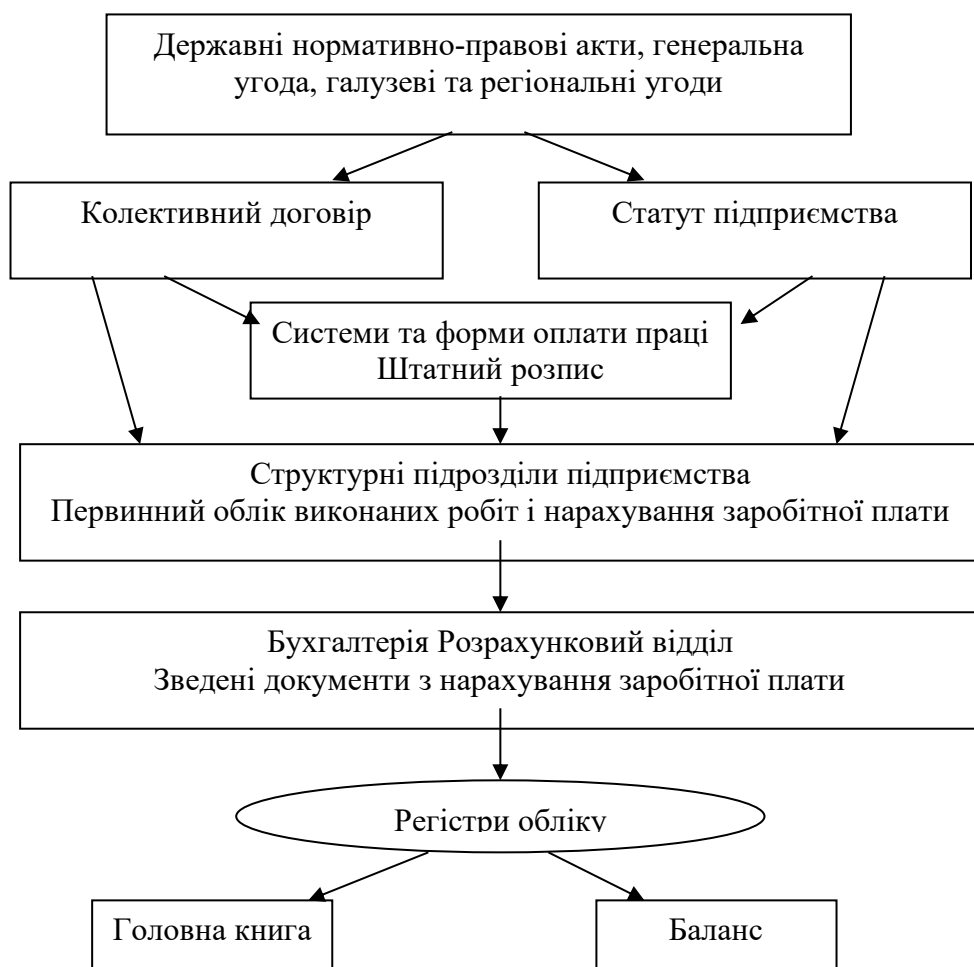 Державні нормативно-правові акти, генеральна
угода, галузеві та регіональні угоди
Колективний договір
Статут підприємства
Системи та форми оплати праці
Штатний розпис
Структурні підрозділи підприємства
Первинний облік виконаних робіт і нарахування заробітної плати
Бухгалтерія Розрахунковий відділ
Зведені документи з нарахування заробітної плати
Регістри обліку
Головна книга
Баланс